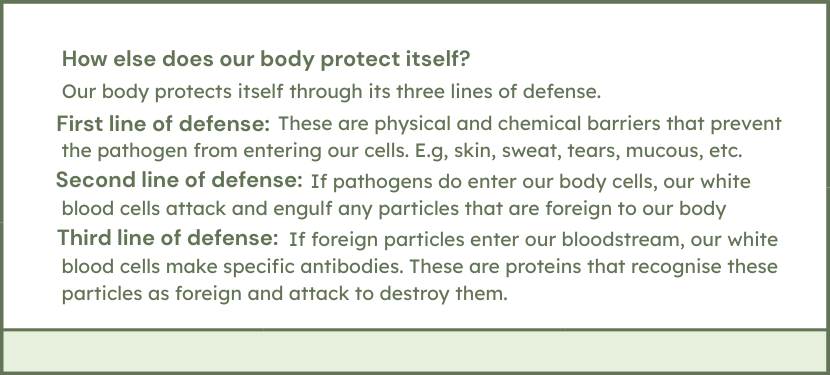 How else does our body protect itself?
Our body protects itself through its three lines of defense.
First line of defense: These are physical and chemical barriers that prevent
the pathogen from entering our cells. E.g, skin, sweat, tears, mucous, etc.
Second line of defense: If pathogens do enter our body cells, our white
blood cells attack and engulf any particles that are foreign to our body
Third line of defense: If foreign particles enter our bloodstream, our white
blood cells make specific antibodies. These are proteins that recognise these
particles as foreign and attack to destroy them.